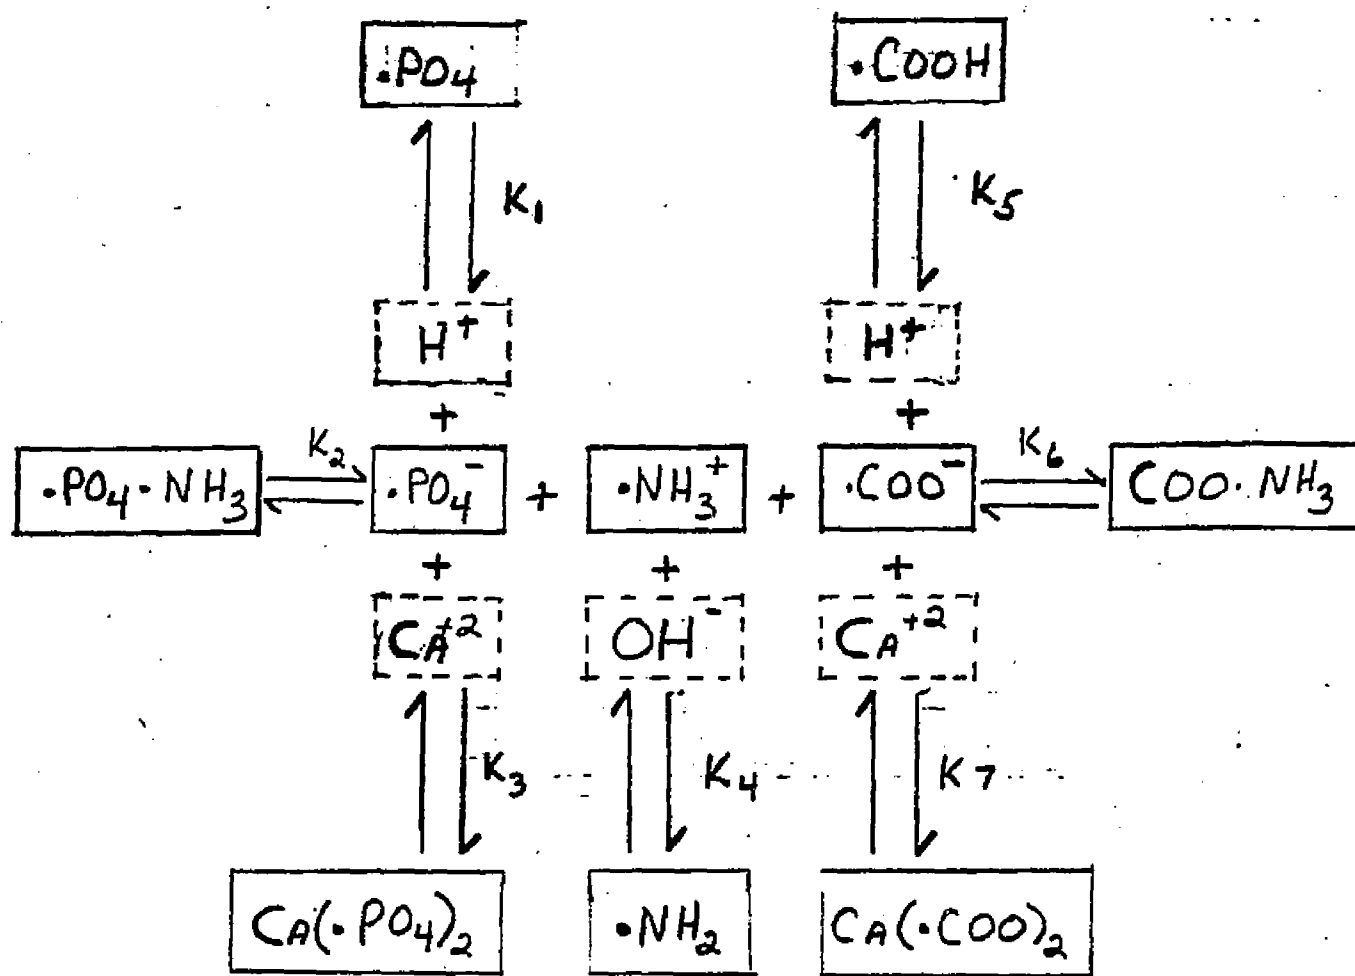 ·PO₄ ·COOH
K₁ K₅
H⁺ H⁺
+ +
·PO₄·NH₃ K₂ ·PO₄⁻ + ·NH₃⁺ + ·COO⁻ K₆ COO·NH₃
+ + +
CA⁺² OH⁻ CA⁺²
K₃ K₄ K₇
CA(·PO₄)₂ ·NH₂ CA(·COO)₂